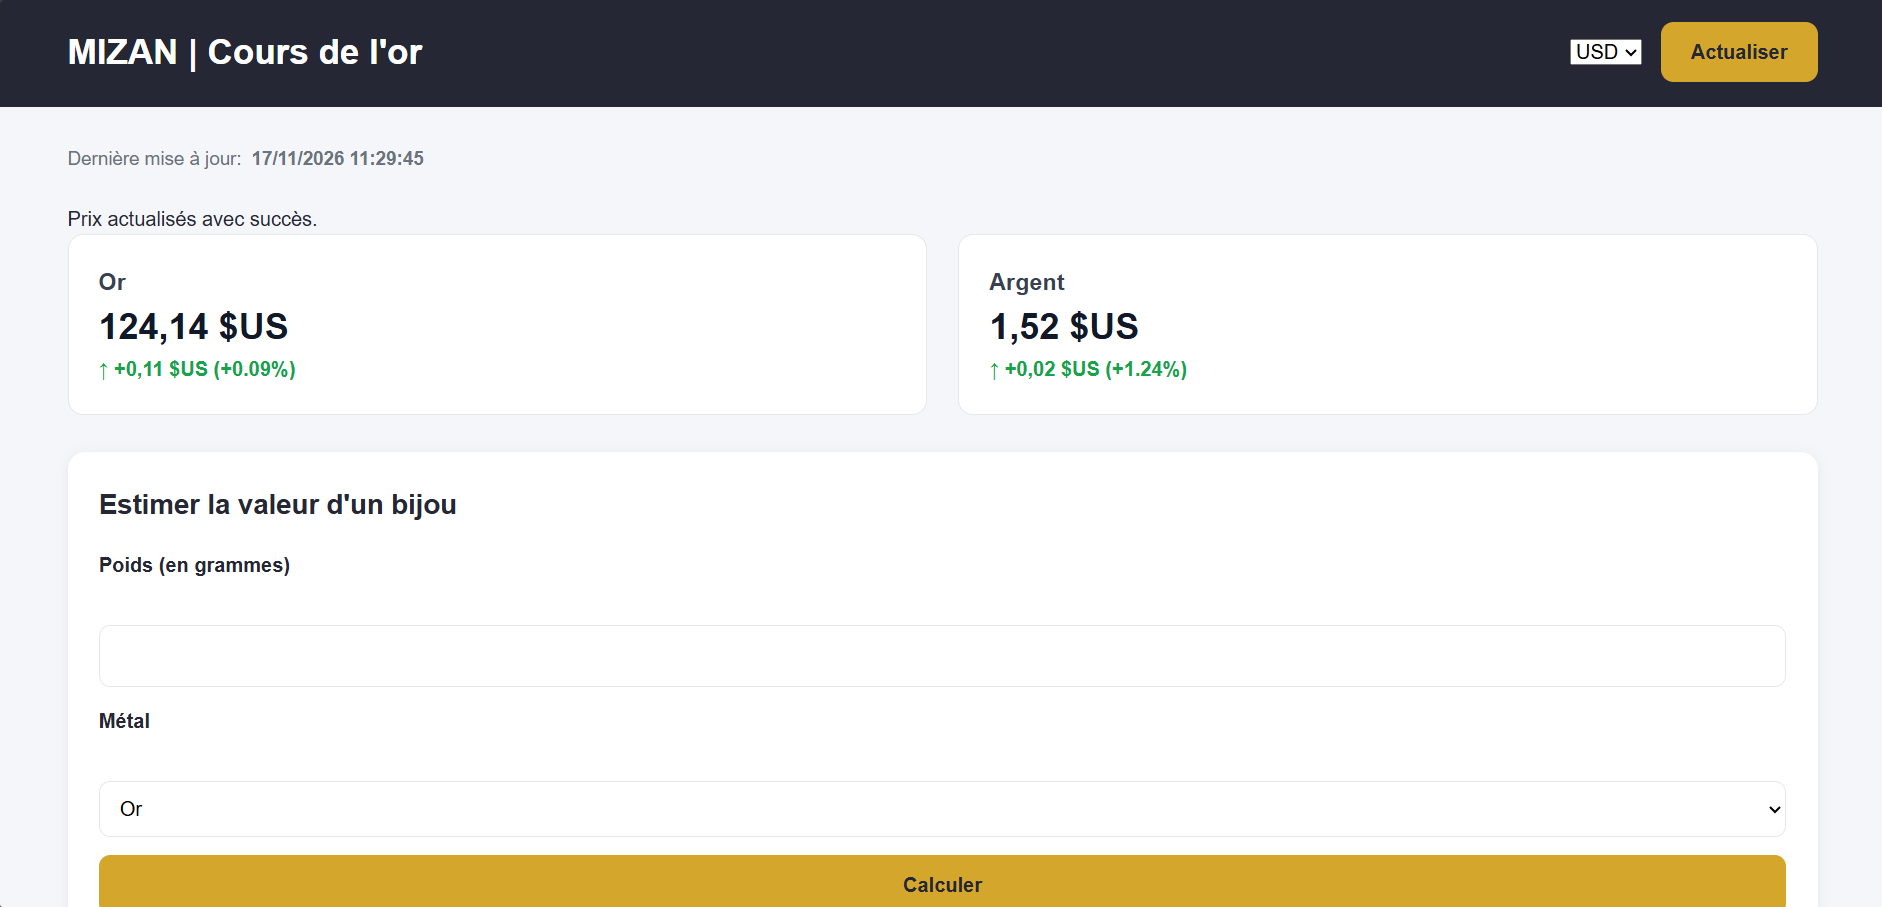 MIZAN | Cours de l'or
USD
Actualiser
Dernière mise à jour: 17/11/2026 11:29:45
Prix actualisés avec succès.
Or
124,14 $US
↑ +0,11 $US (+0.09%)
Argent
1,52 $US
↑ +0,02 $US (+1.24%)
Estimer la valeur d'un bijou
Poids (en grammes)
Métal
Or
Calculer